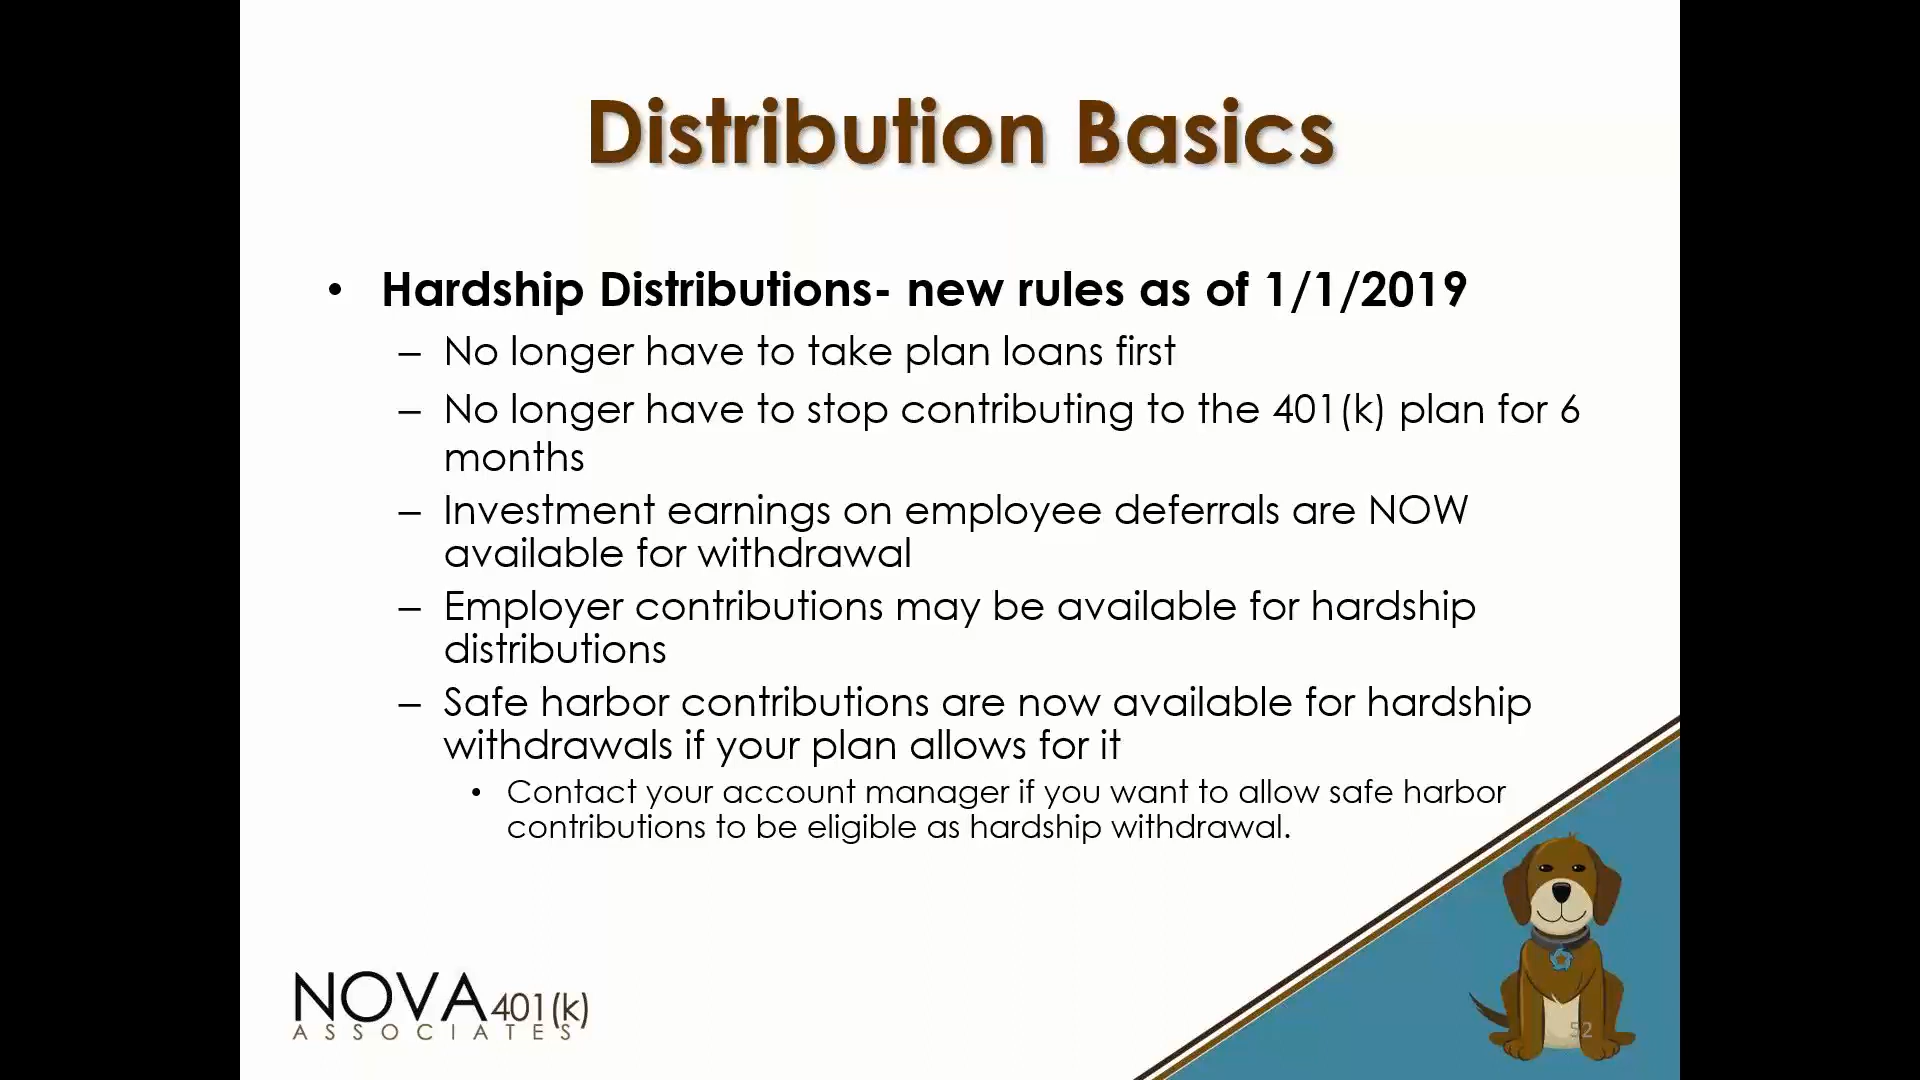 Distribution Basics
• Hardship Distributions- new rules as of 1/1/2019
– No longer have to take plan loans first
– No longer have to stop contributing to the 401(k) plan for 6
months
– Investment earnings on employee deferrals are NOW
available for withdrawal
– Employer contributions may be available for hardship
distributions
– Safe harbor contributions are now available for hardship
withdrawals if your plan allows for it
• Contact your account manager if you want to allow safe harbor
contributions to be eligible as hardship withdrawal.
NOVA 401(k)
ASSOCIATES
52